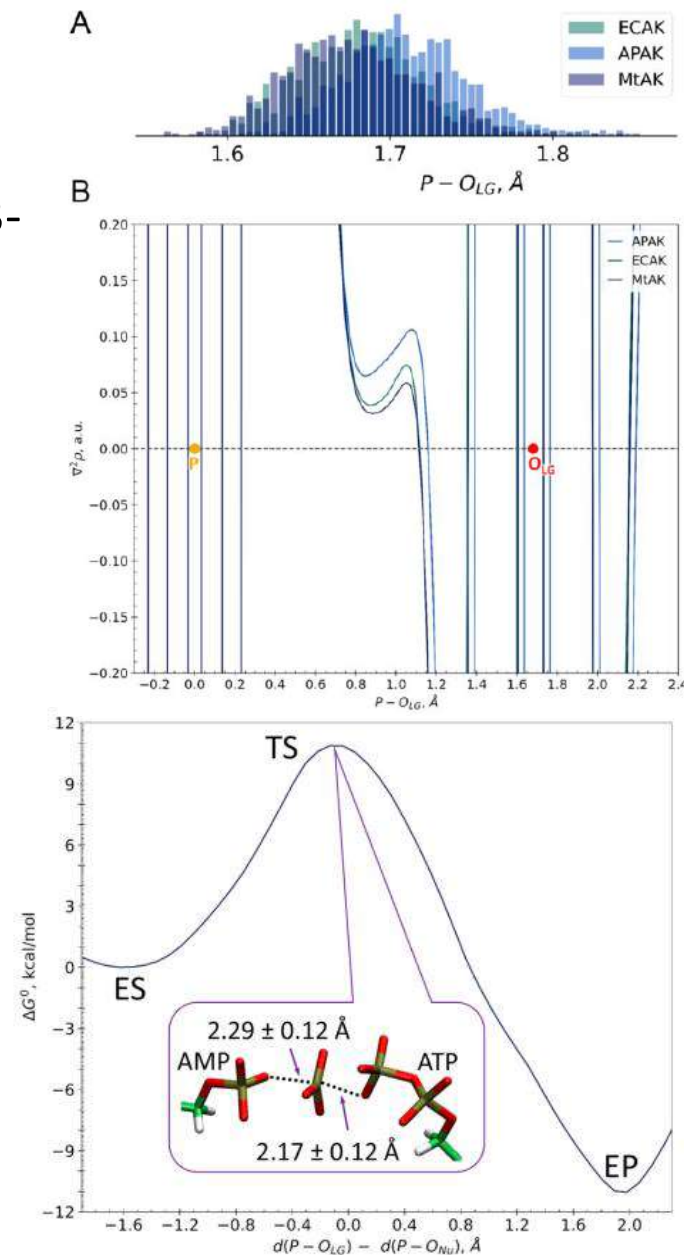 A
ECAK
APAK
MtAK
1.6 1.7 1.8
P − O_LG, Å
B
-
0.20
0.15
0.10
0.05
0.00
−0.05
−0.10
−0.15
−0.20
∇²ρ, a.u.
APAK
ECAK
MtAK
P
O_LG
−0.2 0.0 0.2 0.4 0.6 0.8 1.0 1.2 1.4 1.6 1.8 2.0 2.2 2.4
P − O_LG, Å
12
9
6
3
0
−3
−6
−9
−12
ΔG⁰, kcal/mol
TS
ES
2.29 ± 0.12 Å
AMP
ATP
2.17 ± 0.12 Å
EP
−1.6 −1.2 −0.8 −0.4 0.0 0.4 0.8 1.2 1.6 2.0
d(P − O_LG) − d(P − O_Nu), Å